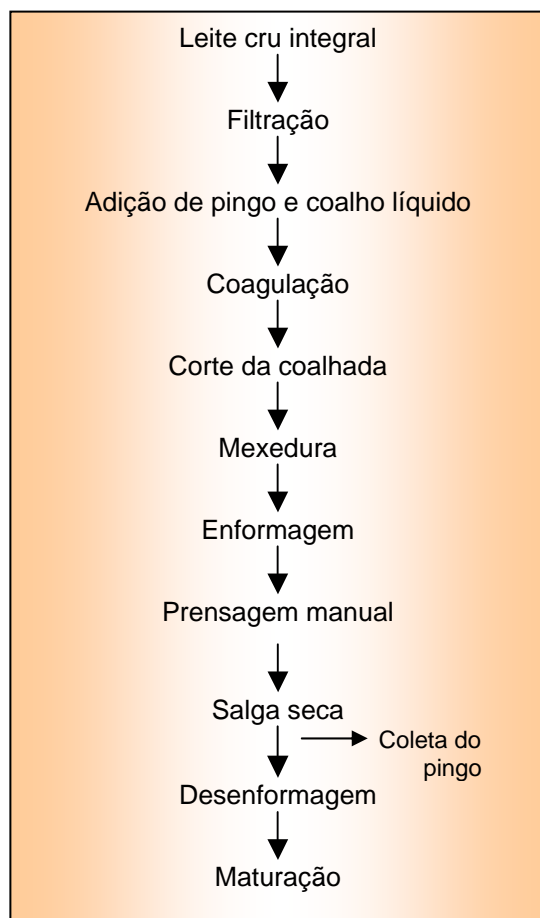 Leite cru integral
Filtração
Adição de pingo e coalho líquido
Coagulação
Corte da coalhada
Mexedura
Enformagem
Prensagem manual
Salga seca
Coleta do
pingo
Desenformagem
Maturação